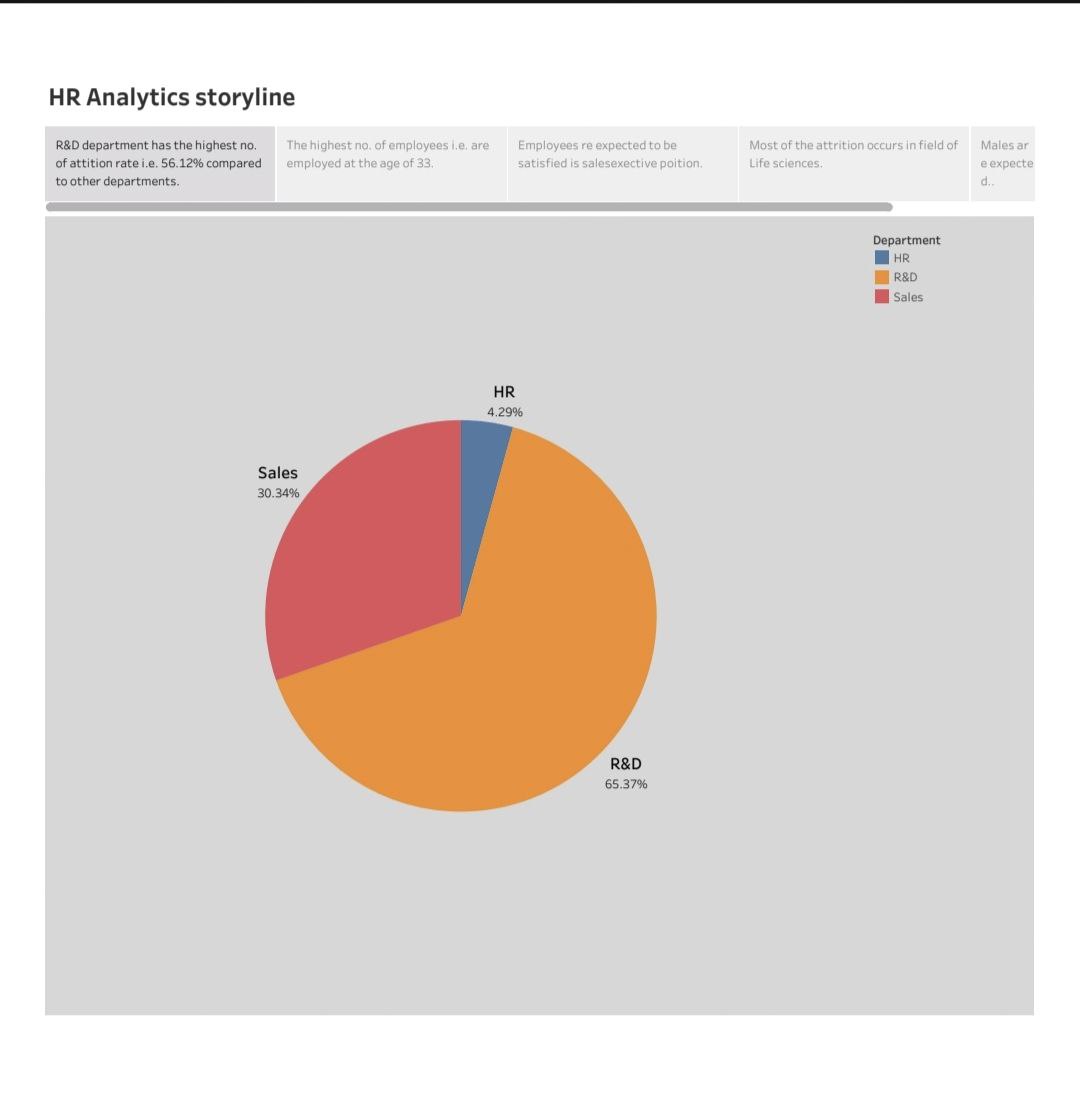 HR Analytics storyline
R&D department has the highest no.
of attition rate i.e. 56.12% compared
to other departments.
The highest no. of employees i.e. are
employed at the age of 33.
Employees re expected to be
satisfied is salesexective poition.
Most of the attrition occurs in field of
Life sciences.
Males ar
e expecte
d..
Department
HR
R&D
Sales
HR
4.29%
Sales
30.34%
R&D
65.37%